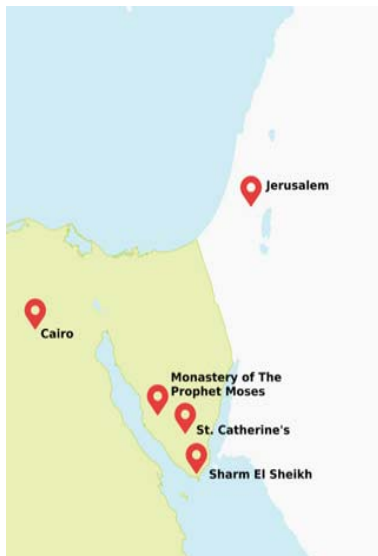 Jerusalem
Cairo
Monastery of The
Prophet Moses
St. Catherine's
Sharm El Sheikh